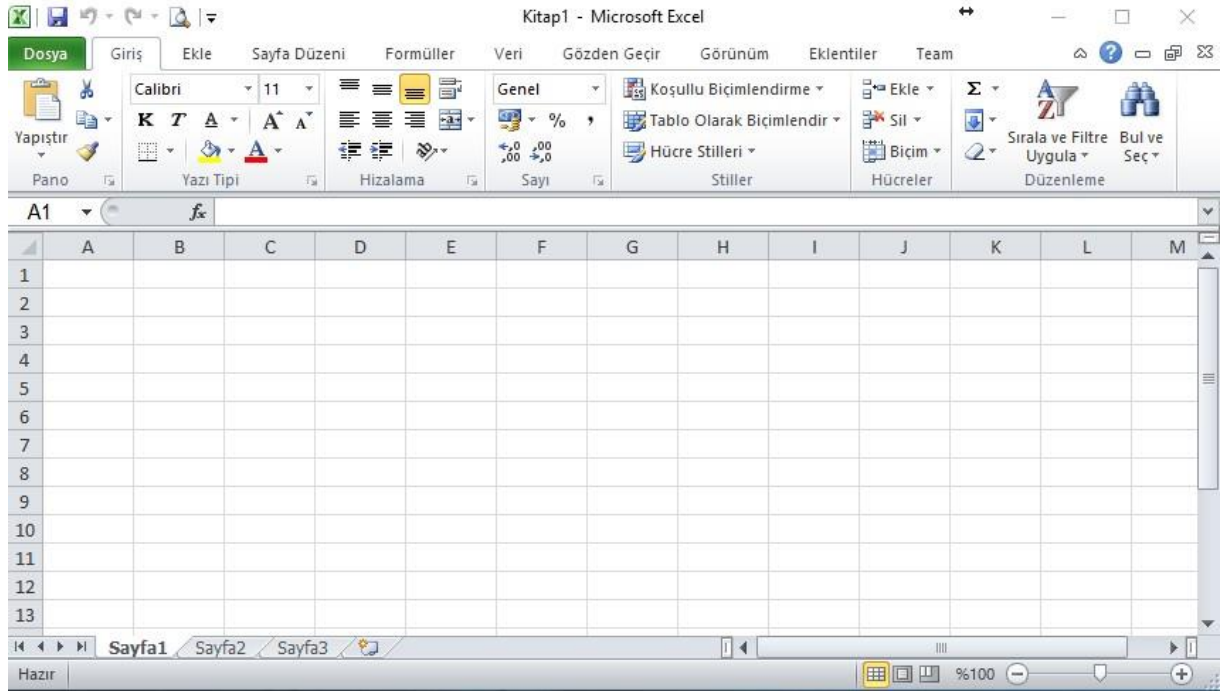 Kitap1 - Microsoft Excel
Dosya Giriş Ekle Sayfa Düzeni Formüller Veri Gözden Geçir Görünüm Eklentiler Team
Yapıştır
Calibri 11
K T A A A
A
Genel
% ,
Koşullu Biçimlendirme
Tablo Olarak Biçimlendir
Hücre Stilleri
Ekle
Sil
Biçim
Σ
Sırala ve Filtre Uygula
Bul ve Seç
Pano Yazı Tipi Hizalama Sayı Stiller Hücreler Düzenleme
A1 fx
A B C D E F G H I J K L M
1
2
3
4
5
6
7
8
9
10
11
12
13
Sayfa1 Sayfa2 Sayfa3
Hazır %100